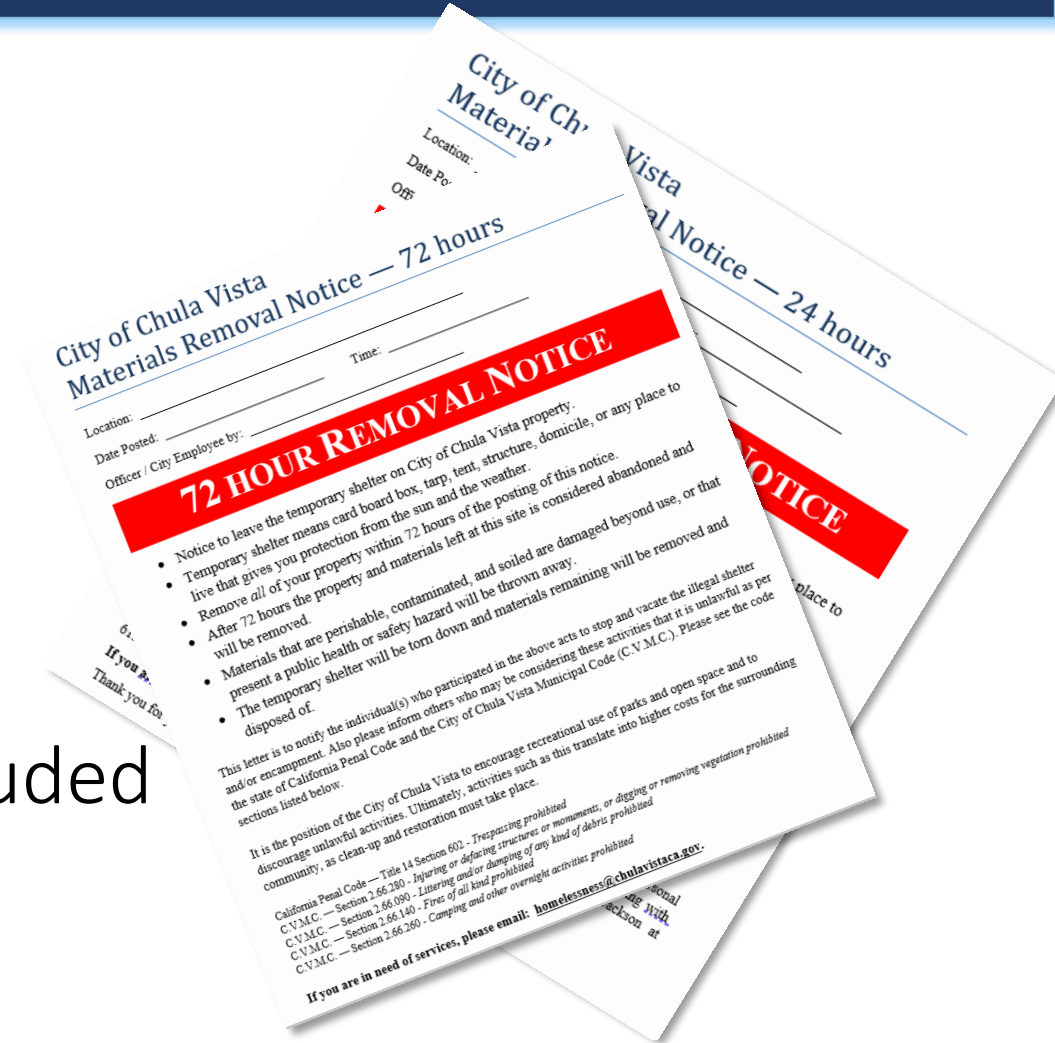 City of Chula Vista
Materials Removal Notice — 72 hours
Location:
Date Posted: Time:
Officer / City Employee by:
72 HOUR REMOVAL NOTICE
• Notice to leave the temporary shelter on City of Chula Vista property.
• Temporary shelter means card board box, tarp, tent, structure, domicile, or any place to
live that gives you protection from the sun and the weather.
• Remove all of your property within 72 hours of the posting of this notice.
• After 72 hours the property and materials left at this site is considered abandoned and
will be removed.
• Materials that are perishable, contaminated, and soiled are damaged beyond use, or that
present a public health or safety hazard will be thrown away.
• The temporary shelter will be torn down and materials remaining will be removed and
disposed of.
This letter is to notify the individual(s) who participated in the above acts to stop and vacate the illegal shelter
and/or encampment. Also please inform others who may be considering these activities that it is unlawful as per
the state of California Penal Code and the City of Chula Vista Municipal Code (C.V.M.C.). Please see the code
sections listed below.
It is the position of the City of Chula Vista to encourage recreational use of parks and open space and to
discourage unlawful activities. Ultimately, activities such as this translate into higher costs for the surrounding
community, as clean-up and restoration must take place.
California Penal Code — Title 14 Section 602 - Trespassing prohibited
C.V.M.C. — Section 2.66.280 - Injuring or defacing structures or monuments, or digging or removing vegetation prohibited
C.V.M.C. — Section 2.66.090 - Littering and/or dumping of any kind of debris prohibited
C.V.M.C. — Section 2.66.140 - Fires of all kind prohibited
C.V.M.C. — Section 2.66.260 - Camping and other overnight activities prohibited
If you are in need of services, please email: homelessness@chulavistaca.gov.
City of Ch Vista
Materia al Notice — 24 hours
Location:
Date Po
Offi
NOTICE
place to
If you a
Thank you for
sonal
ng with
ackson at
uded